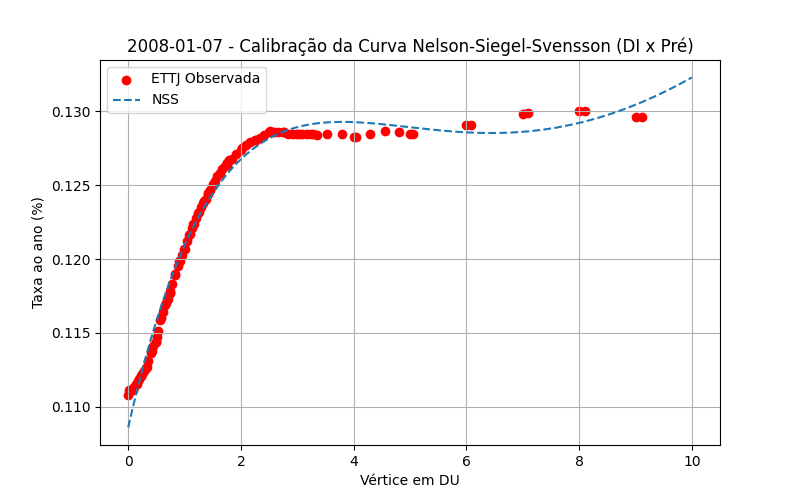 2008-01-07 - Calibração da Curva Nelson-Siegel-Svensson (DI x Pré)
ETTJ Observada
NSS
Taxa ao ano (%)
0.130
0.125
0.120
0.115
0.110
0 2 4 6 8 10
Vértice em DU